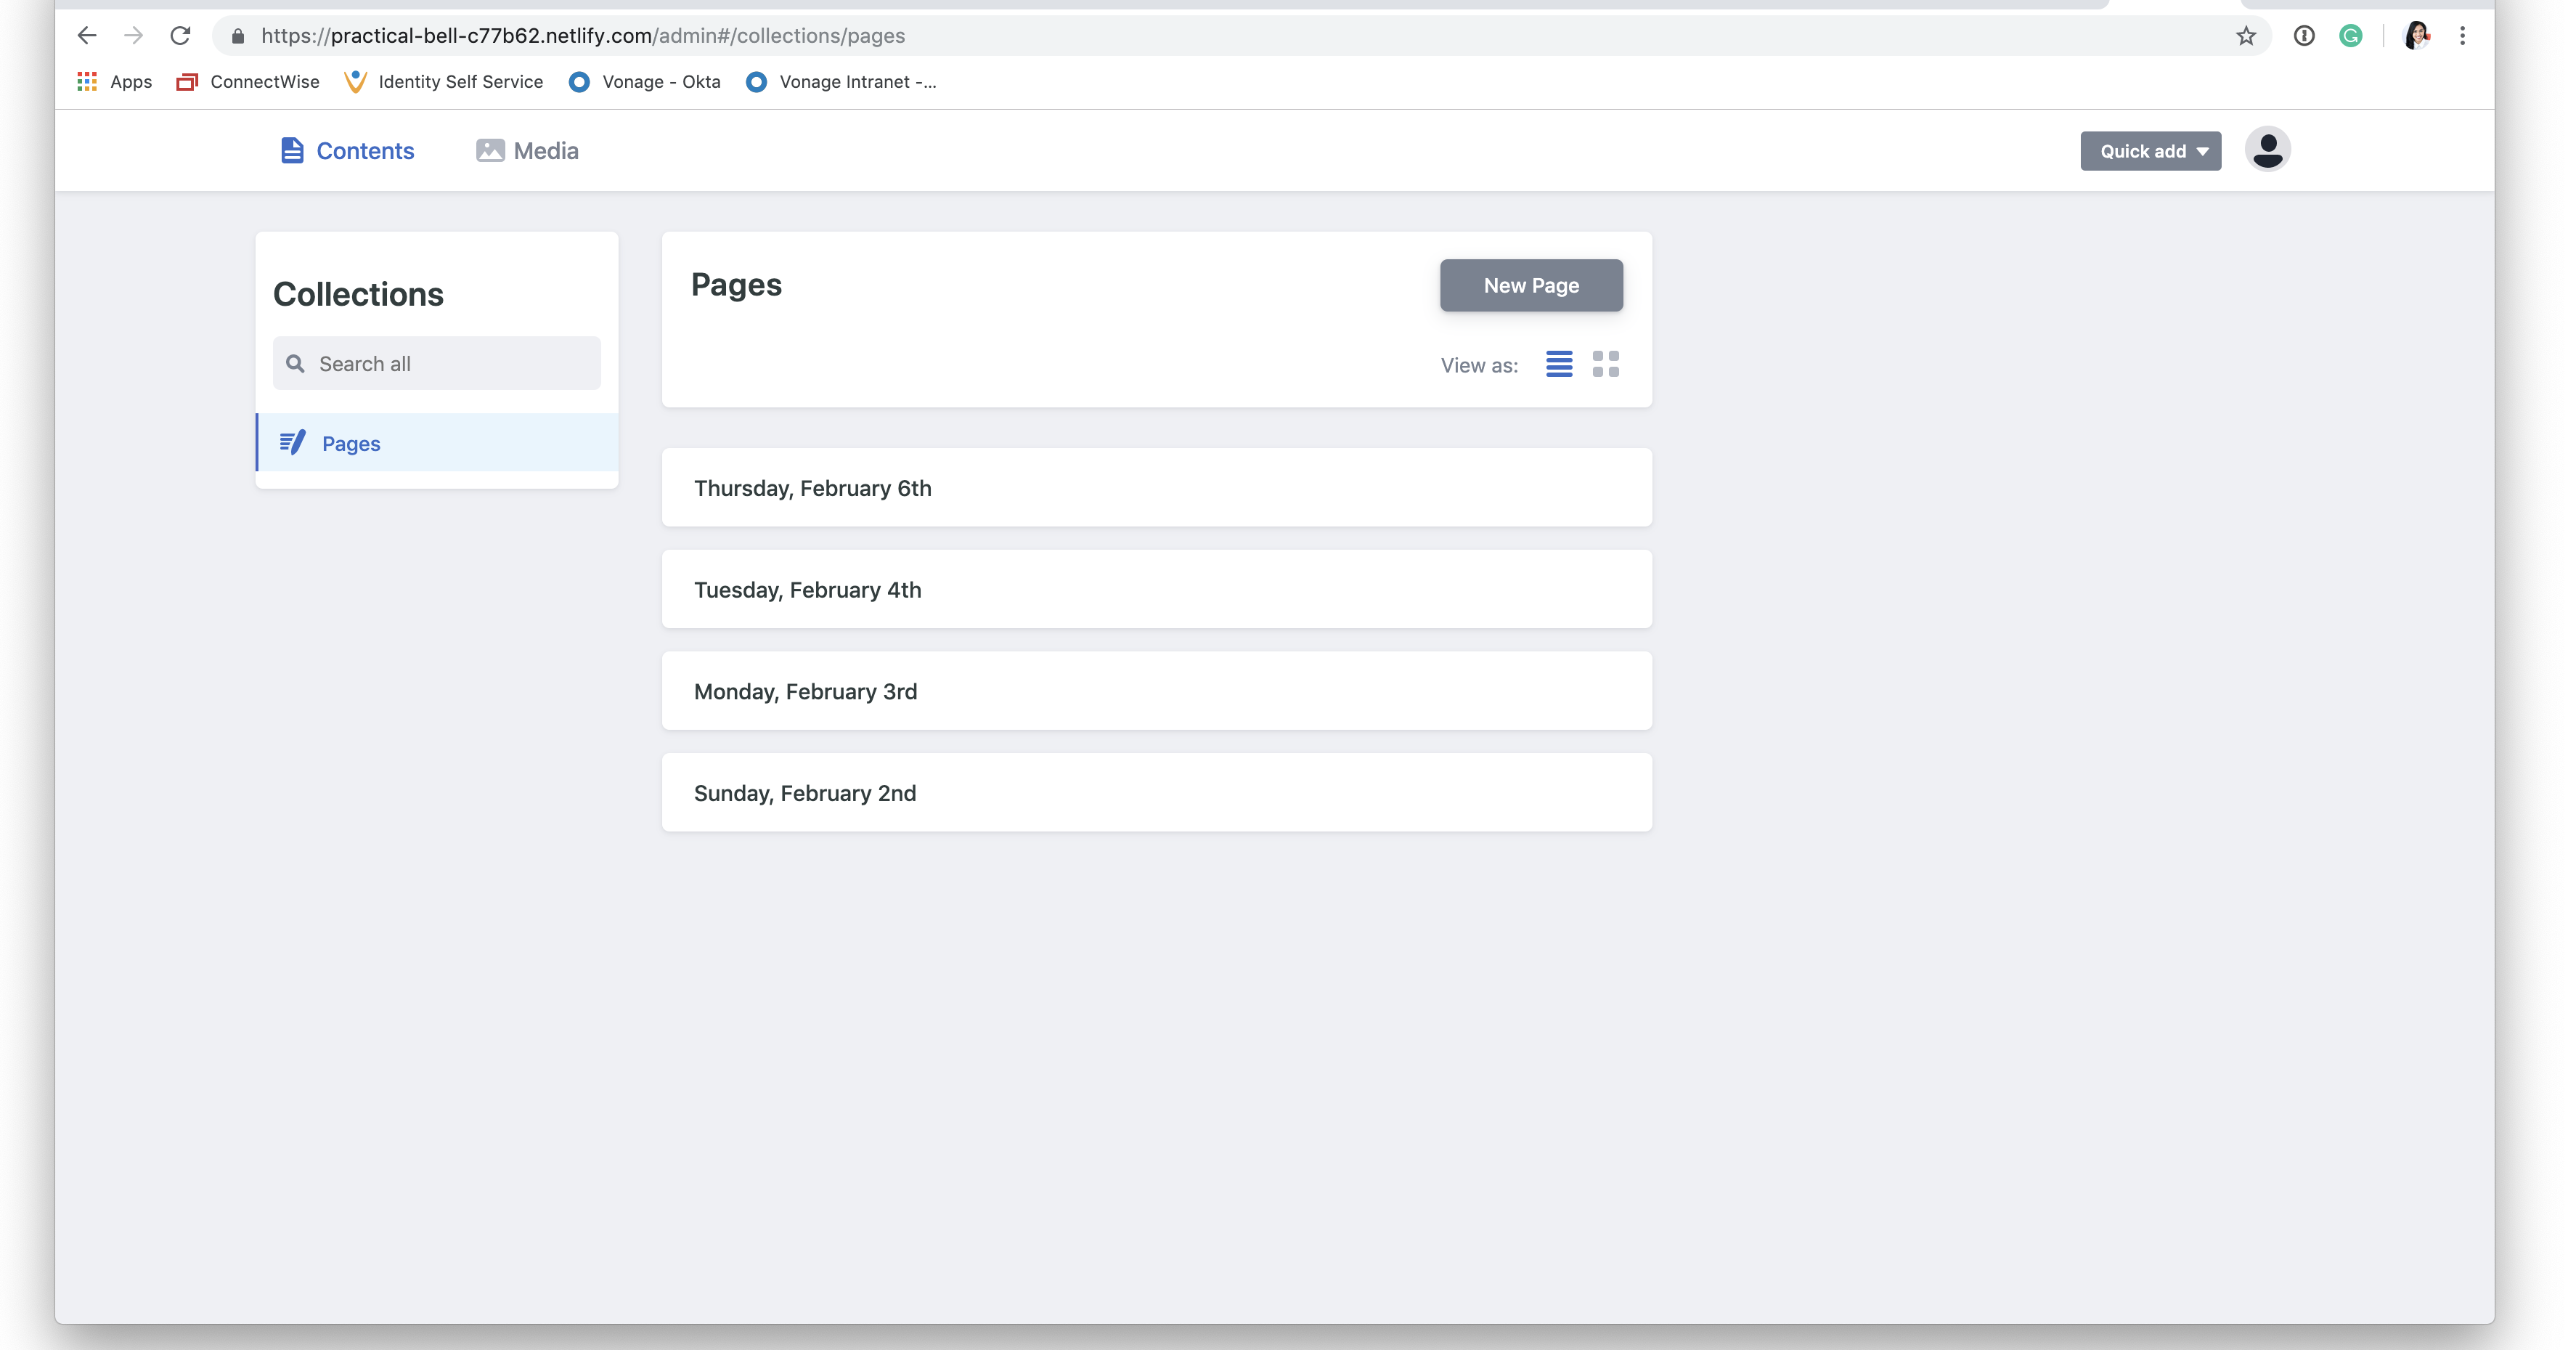 https://practical-bell-c77b62.netlify.com/admin#/collections/pages
Apps ConnectWise Identity Self Service Vonage - Okta Vonage Intranet -...
Contents Media Quick add
Collections
Search all
Pages
Pages New Page
View as:
Thursday, February 6th
Tuesday, February 4th
Monday, February 3rd
Sunday, February 2nd